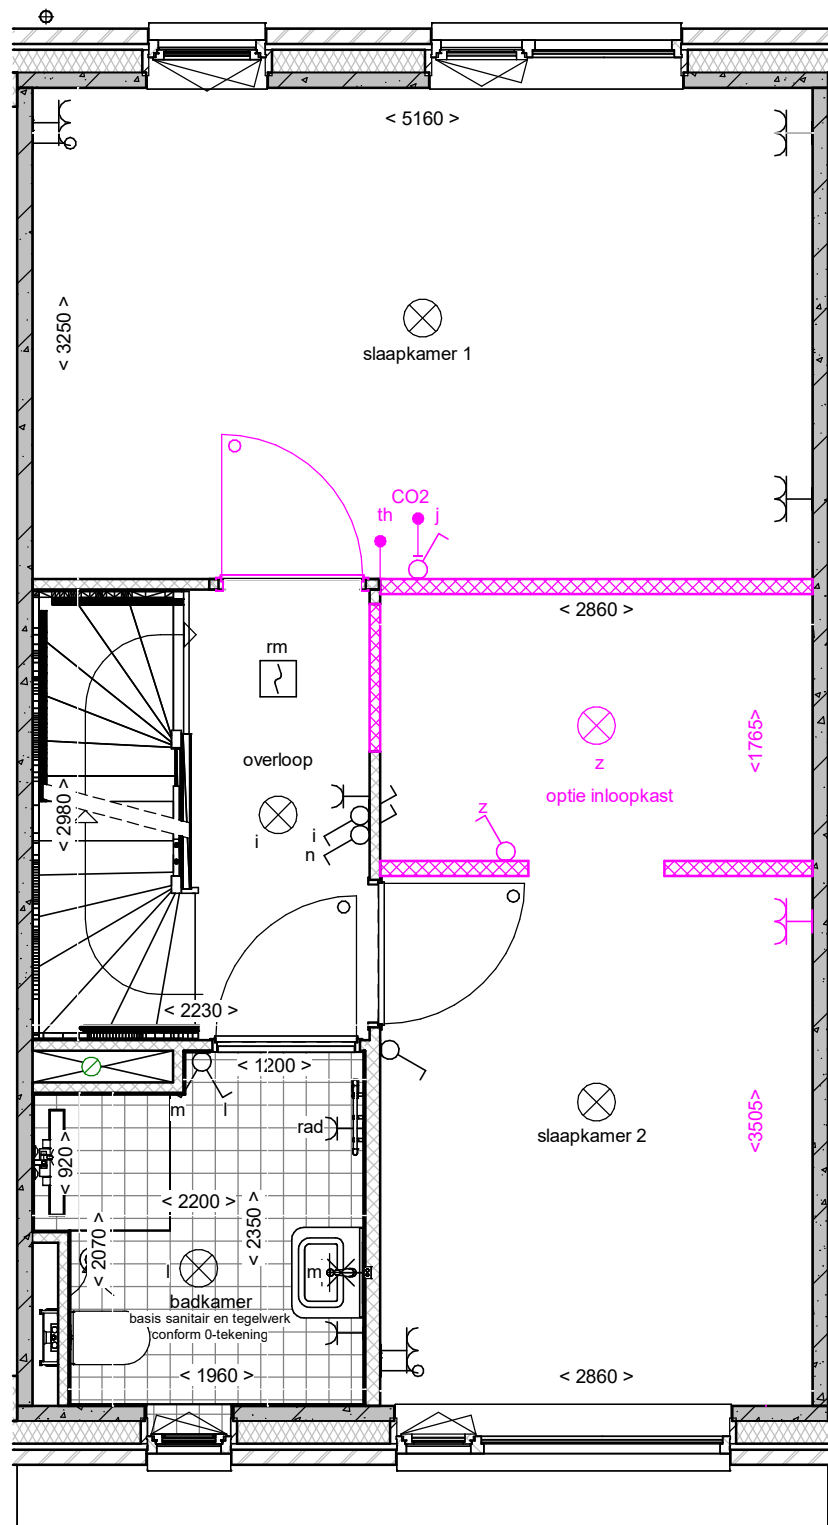 < 5160 >
< 3250 >
slaapkamer 1
CO2
th
j
< 2860 >
rm
overloop
i
i
n
z
optie inloopkast
<1765>
z
< 2980 >
< 2230 >
< 1200 >
m
l
rad
< 920 >
< 2200 >
< 2350 >
< 2070 >
l
m
badkamer
basis sanitair en tegelwerk
conform 0-tekening
< 1960 >
slaapkamer 2
<3505>
< 2860 >